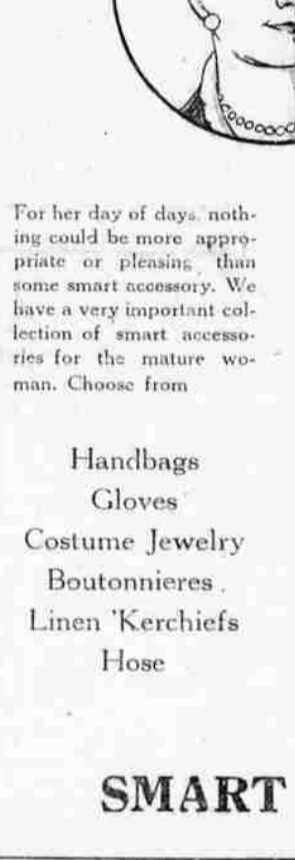 For her day of days, noth-
ing could be more appro-
priate or pleasing than
some smart accessory. We
have a very important col-
lection of smart accesso-
ries for the mature wo-
man. Choose from
Handbags
Gloves
Costume Jewelry
Boutonnieres
Linen 'Kerchiefs
Hose
SMART